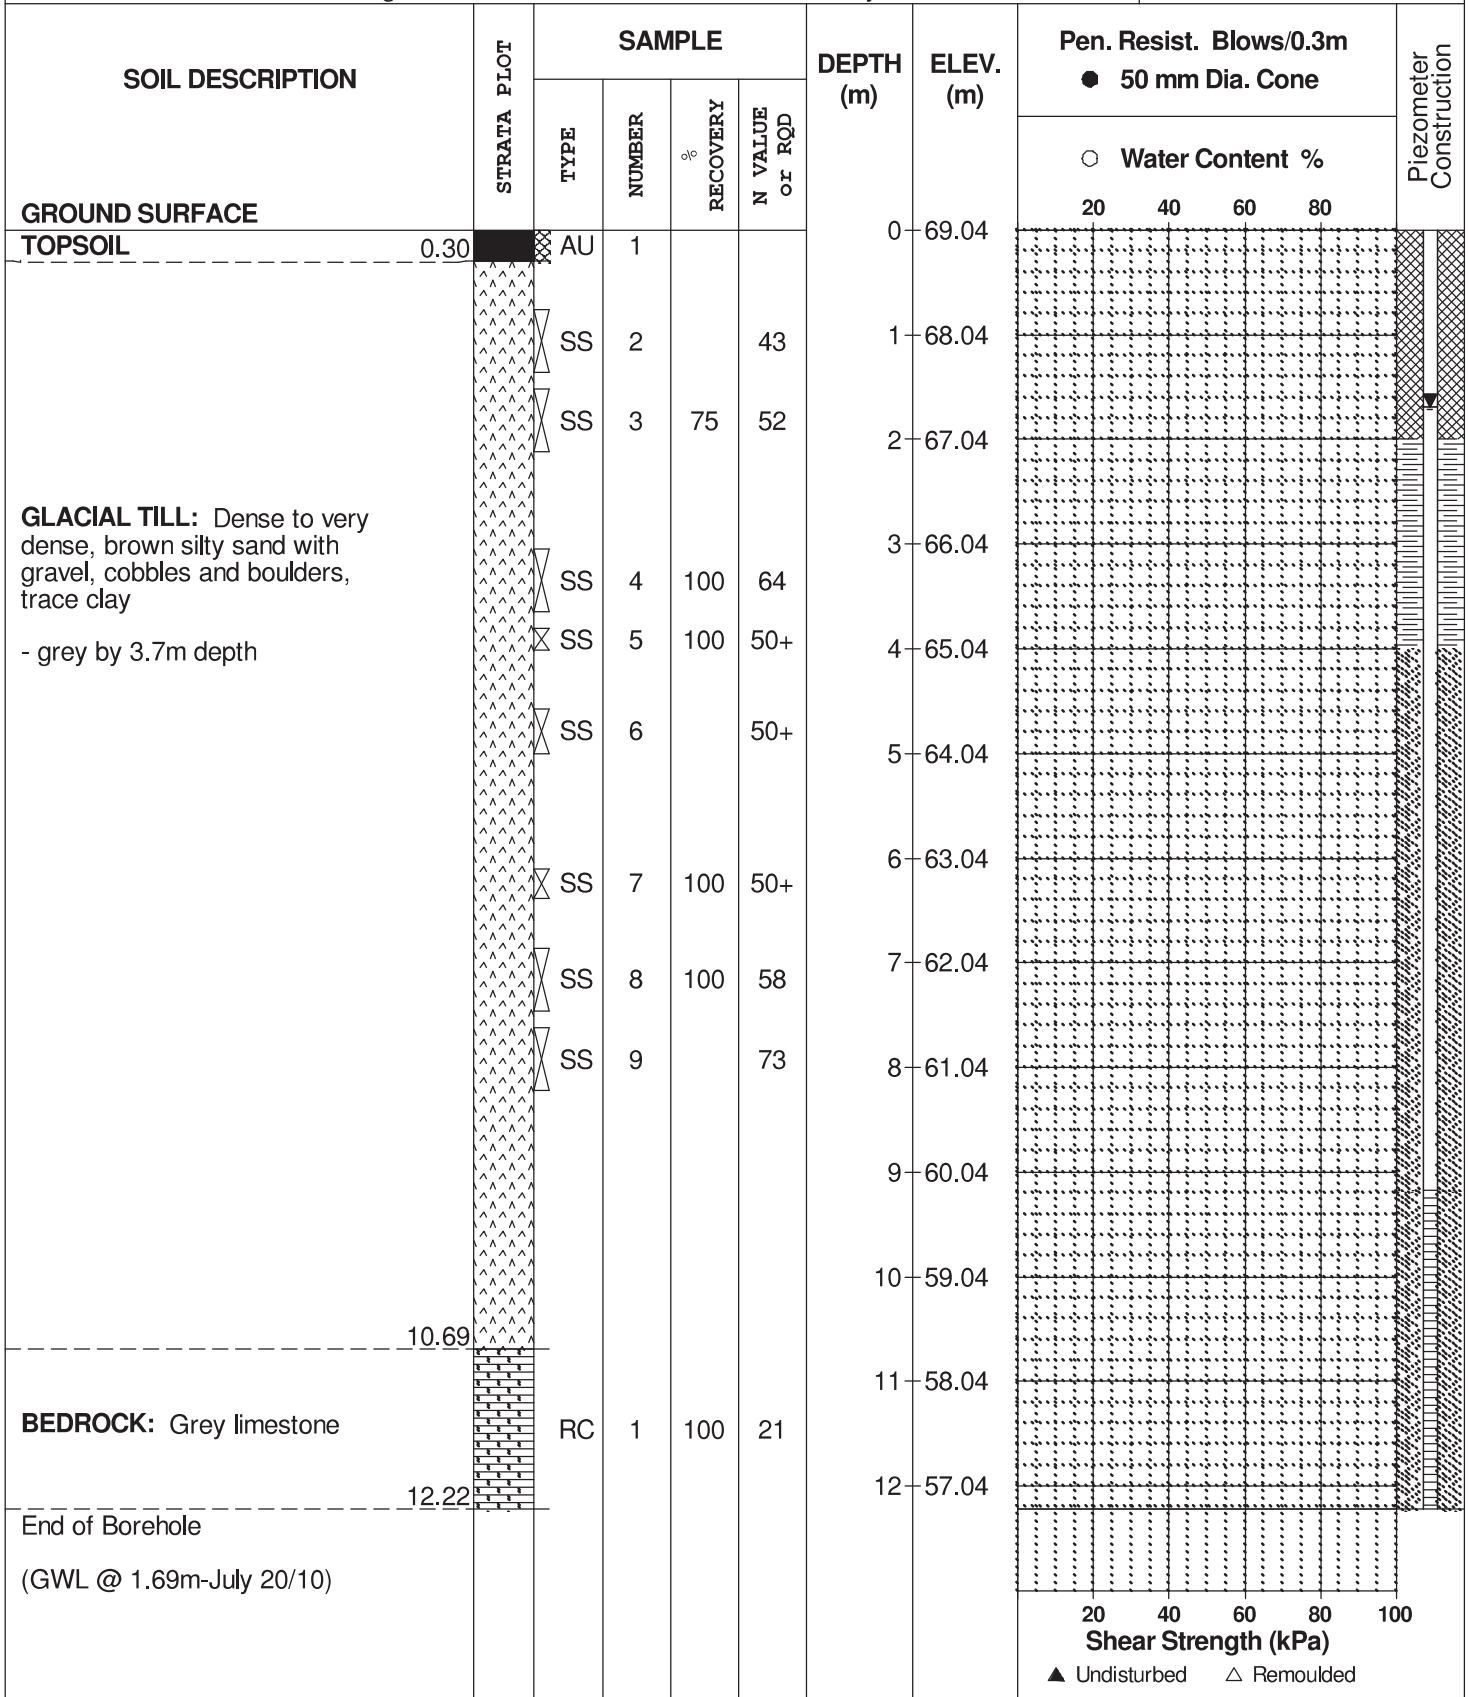 SOIL DESCRIPTION
GROUND SURFACE
STRATA PLOT
SAMPLE
TYPE
NUMBER
% RECOVERY
N VALUE or RQD
DEPTH (m)
ELEV. (m)
Pen. Resist. Blows/0.3m
● 50 mm Dia. Cone
○ Water Content %
20 40 60 80
Piezometer Construction
TOPSOIL 0.30 AU 1
0 69.04
SS 2 43
1 68.04
SS 3 75 52
2 67.04
GLACIAL TILL: Dense to very
dense, brown silty sand with
gravel, cobbles and boulders,
trace clay
3 66.04
SS 4 100 64
- grey by 3.7m depth
SS 5 100 50+
4 65.04
SS 6 50+
5 64.04
6 63.04
SS 7 100 50+
7 62.04
SS 8 100 58
SS 9 73
8 61.04
9 60.04
10 59.04
10.69
11 58.04
BEDROCK: Grey limestone RC 1 100 21
12 57.04
12.22
End of Borehole
(GWL @ 1.69m-July 20/10)
20 40 60 80 100
Shear Strength (kPa)
▲ Undisturbed △ Remoulded